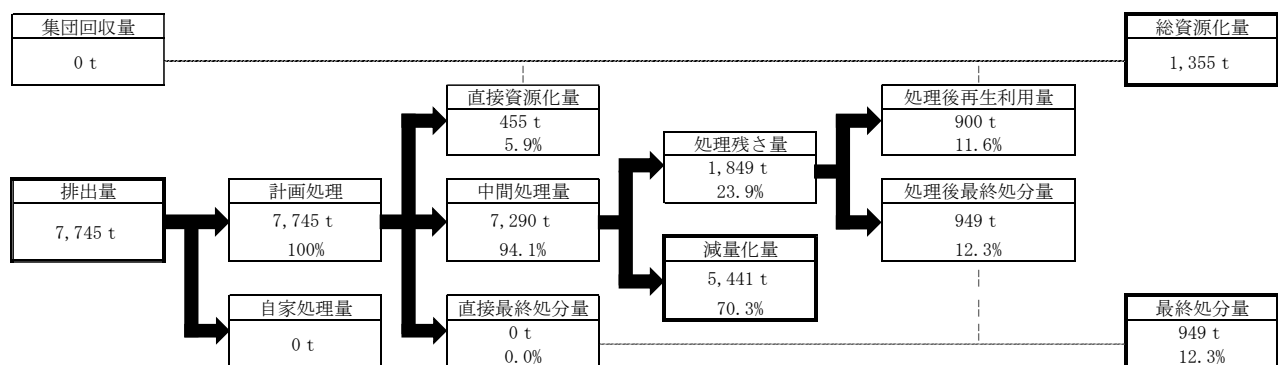 集団回収量
0 t
総資源化量
1,355 t
直接資源化量
455 t
5.9%
処理後再生利用量
900 t
11.6%
処理残さ量
1,849 t
23.9%
排出量
7,745 t
計画処理
7,745 t
100%
中間処理量
7,290 t
94.1%
処理後最終処分量
949 t
12.3%
減量化量
5,441 t
70.3%
自家処理量
0 t
直接最終処分量
0 t
0.0%
最終処分量
949 t
12.3%